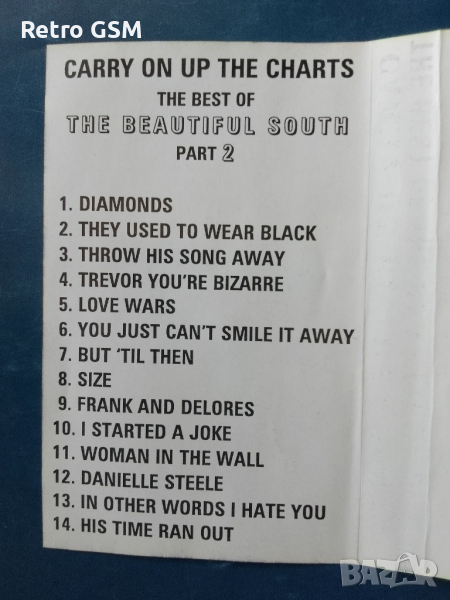 Retro GSM
CARRY ON UP THE CHARTS
THE BEST OF
THE BEAUTIFUL SOUTH
PART 2
1. DIAMONDS
2. THEY USED TO WEAR BLACK
3. THROW HIS SONG AWAY
4. TREVOR YOU'RE BIZARRE
5. LOVE WARS
6. YOU JUST CAN'T SMILE IT AWAY
7. BUT 'TIL THEN
8. SIZE
9. FRANK AND DELORES
10. I STARTED A JOKE
11. WOMAN IN THE WALL
12. DANIELLE STEELE
13. IN OTHER WORDS I HATE YOU
14. HIS TIME RAN OUT
BAZAR